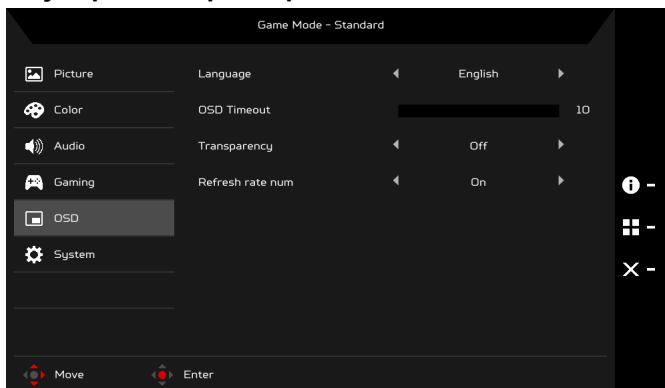 Game Mode - Standard
Picture
Language English
Color
OSD Timeout 10
Audio
Transparency Off
Gaming
Refresh rate num On
OSD
System
Move Enter